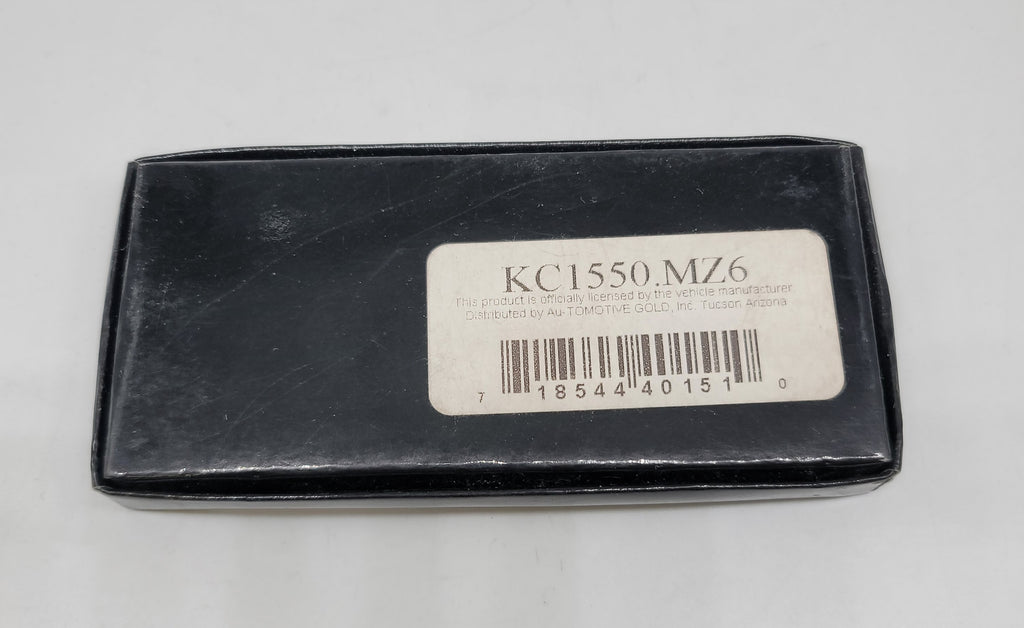 KC1550.MZ6
This product is officially licensed by the vehicle manufacturer.
Distributed by Au-TOMOTIVE GOLD, Inc. Tucson Arizona
7 18544 40151 0